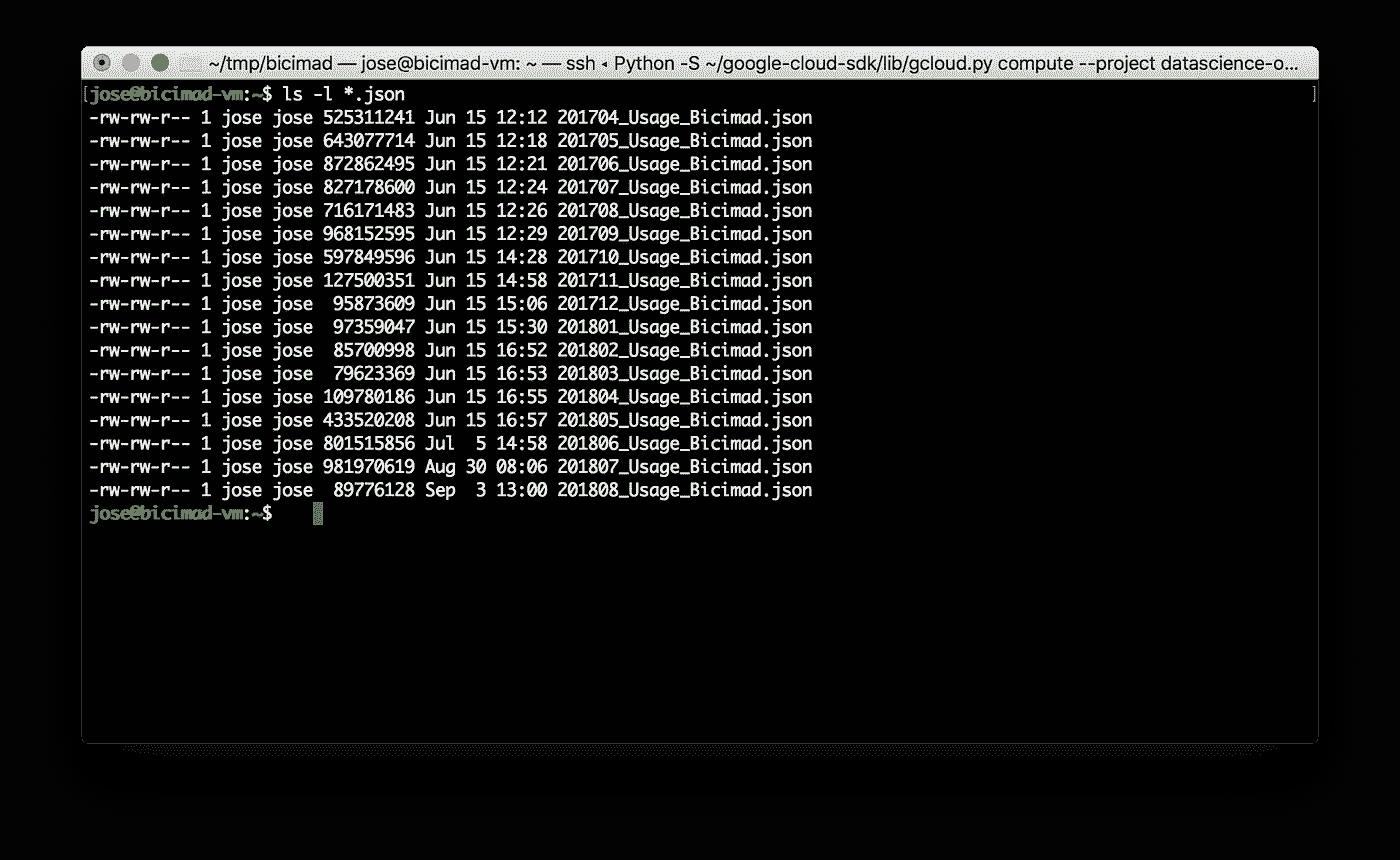 ~/tmp/bicimad — jose@bicimad-vm: ~ — ssh ◂ Python -S ~/google-cloud-sdk/lib/gcloud.py compute --project datascience-o...
[jose@bicimad-vm:~$ ls -l *.json ]
-rw-rw-r-- 1 jose jose 525311241 Jun 15 12:12 201704_Usage_Bicimad.json
-rw-rw-r-- 1 jose jose 643077714 Jun 15 12:18 201705_Usage_Bicimad.json
-rw-rw-r-- 1 jose jose 872862495 Jun 15 12:21 201706_Usage_Bicimad.json
-rw-rw-r-- 1 jose jose 827178600 Jun 15 12:24 201707_Usage_Bicimad.json
-rw-rw-r-- 1 jose jose 716171483 Jun 15 12:26 201708_Usage_Bicimad.json
-rw-rw-r-- 1 jose jose 968152595 Jun 15 12:29 201709_Usage_Bicimad.json
-rw-rw-r-- 1 jose jose 597849596 Jun 15 14:28 201710_Usage_Bicimad.json
-rw-rw-r-- 1 jose jose 127500351 Jun 15 14:58 201711_Usage_Bicimad.json
-rw-rw-r-- 1 jose jose  95873609 Jun 15 15:06 201712_Usage_Bicimad.json
-rw-rw-r-- 1 jose jose  97359047 Jun 15 15:30 201801_Usage_Bicimad.json
-rw-rw-r-- 1 jose jose  85700998 Jun 15 16:52 201802_Usage_Bicimad.json
-rw-rw-r-- 1 jose jose  79623369 Jun 15 16:53 201803_Usage_Bicimad.json
-rw-rw-r-- 1 jose jose 109780186 Jun 15 16:55 201804_Usage_Bicimad.json
-rw-rw-r-- 1 jose jose 433520208 Jun 15 16:57 201805_Usage_Bicimad.json
-rw-rw-r-- 1 jose jose 801515856 Jul  5 14:58 201806_Usage_Bicimad.json
-rw-rw-r-- 1 jose jose 981970619 Aug 30 08:06 201807_Usage_Bicimad.json
-rw-rw-r-- 1 jose jose  89776128 Sep  3 13:00 201808_Usage_Bicimad.json
jose@bicimad-vm:~$